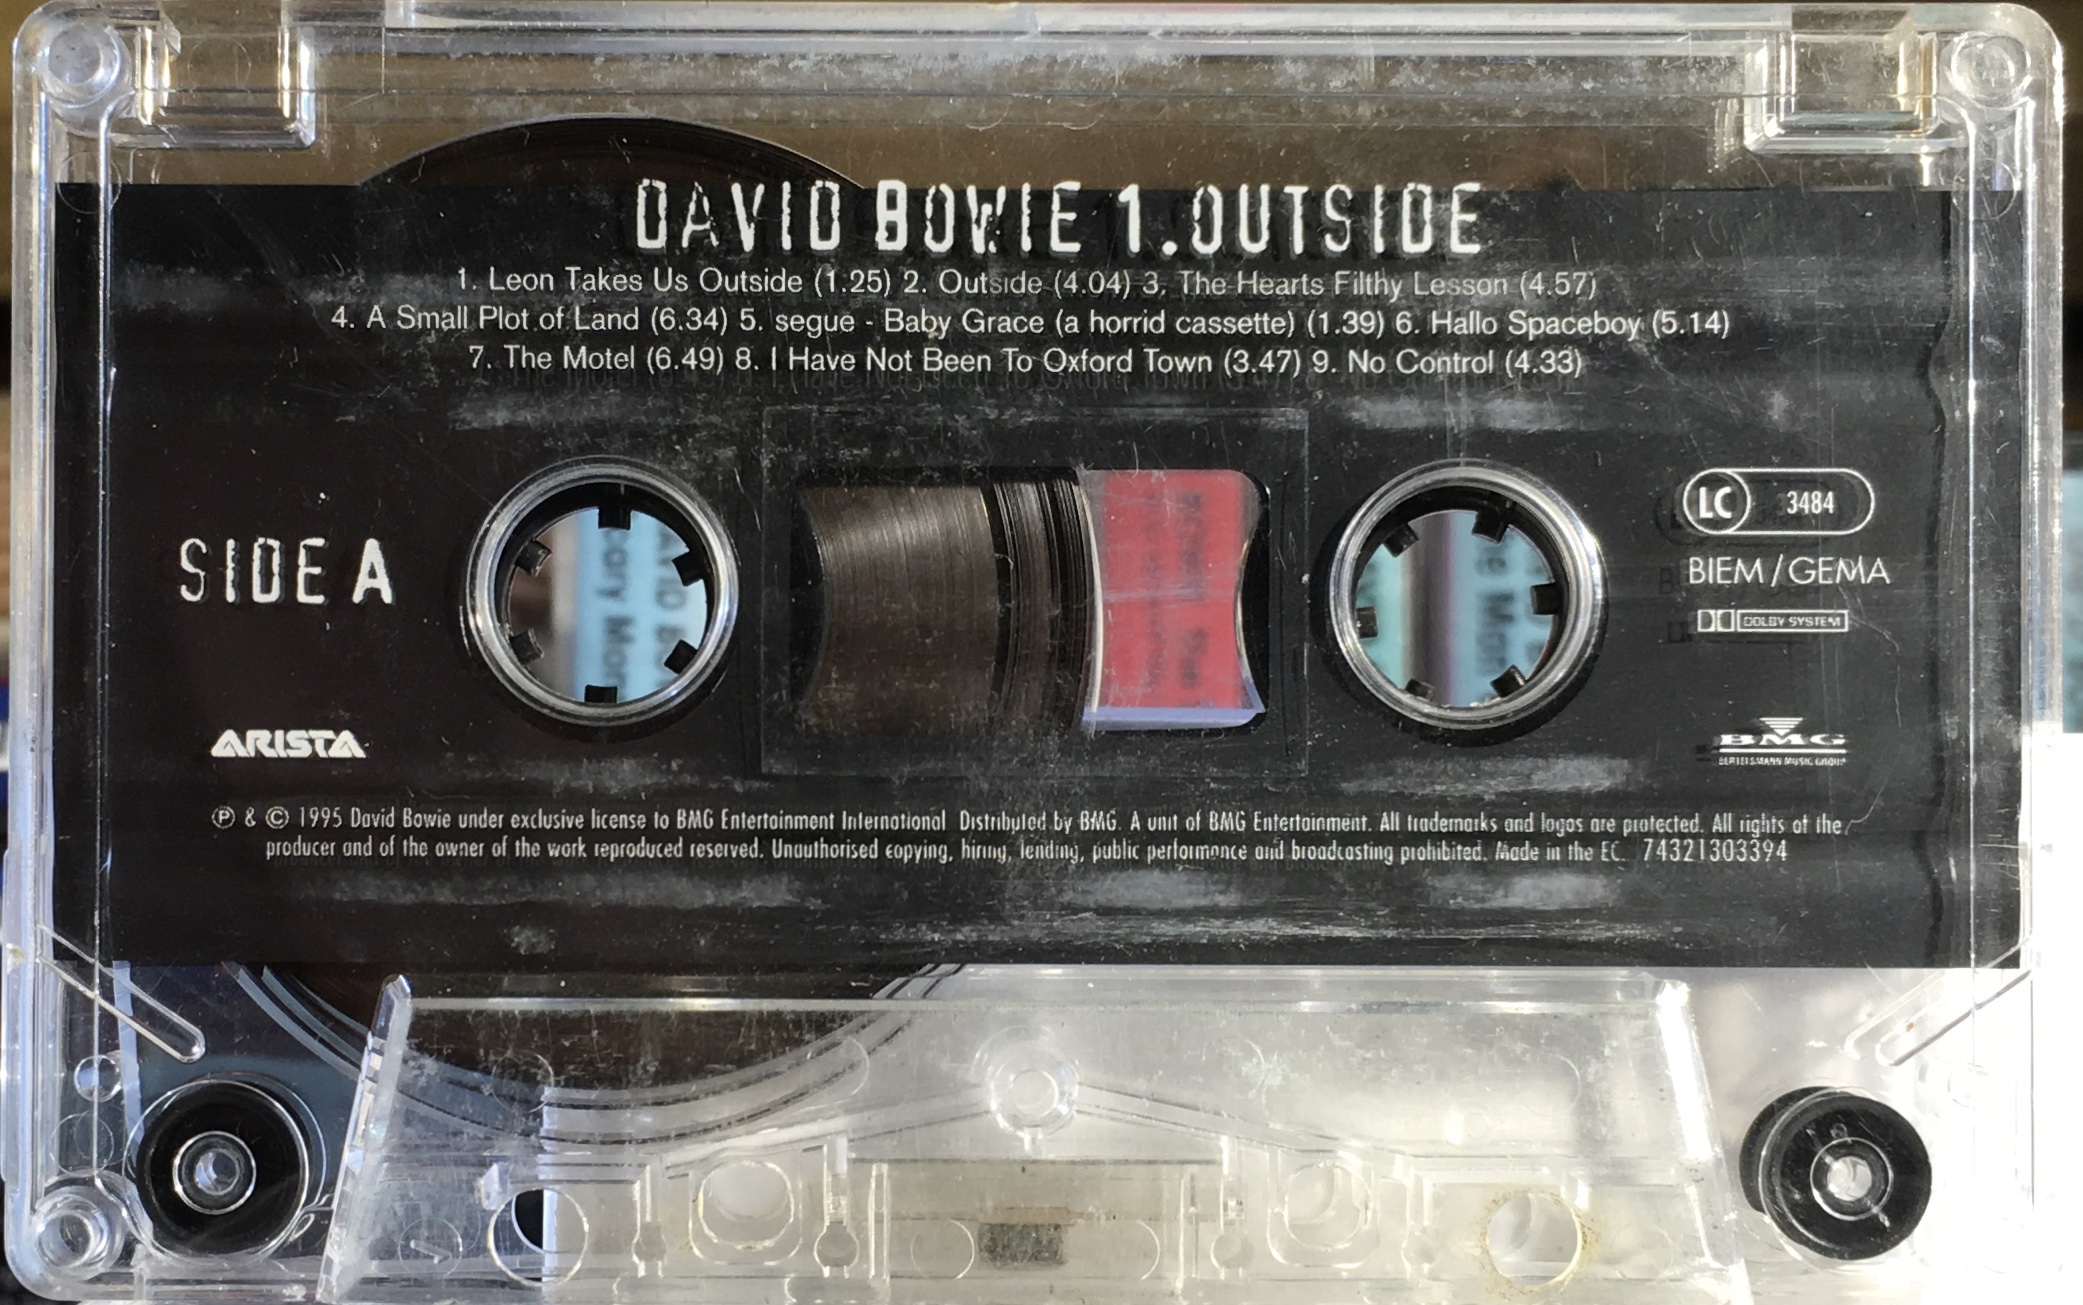 DAVID BOWIE 1.OUTSIDE
1. Leon Takes Us Outside (1.25) 2. Outside (4.04) 3. The Hearts Filthy Lesson (4.57)
4. A Small Plot of Land (6.34) 5. segue - Baby Grace (a horrid cassette) (1.39) 6. Hallo Spaceboy (5.14)
7. The Motel (6.49) 8. I Have Not Been To Oxford Town (3.47) 9. No Control (4.33)
SIDE A
LC 3484
BIEM/GEMA
DOLBY SYSTEM
ARISTA
BMG
BERTELSMANN MUSIC GROUP
℗ & © 1995 David Bowie under exclusive license to BMG Entertainment International Distributed by BMG. A unit of BMG Entertainment. All trademarks and logos are protected. All rights of the
producer and of the owner of the work reproduced reserved. Unauthorised copying, hiring, lending, public performance and broadcasting prohibited. Made in the EC. 74321303394